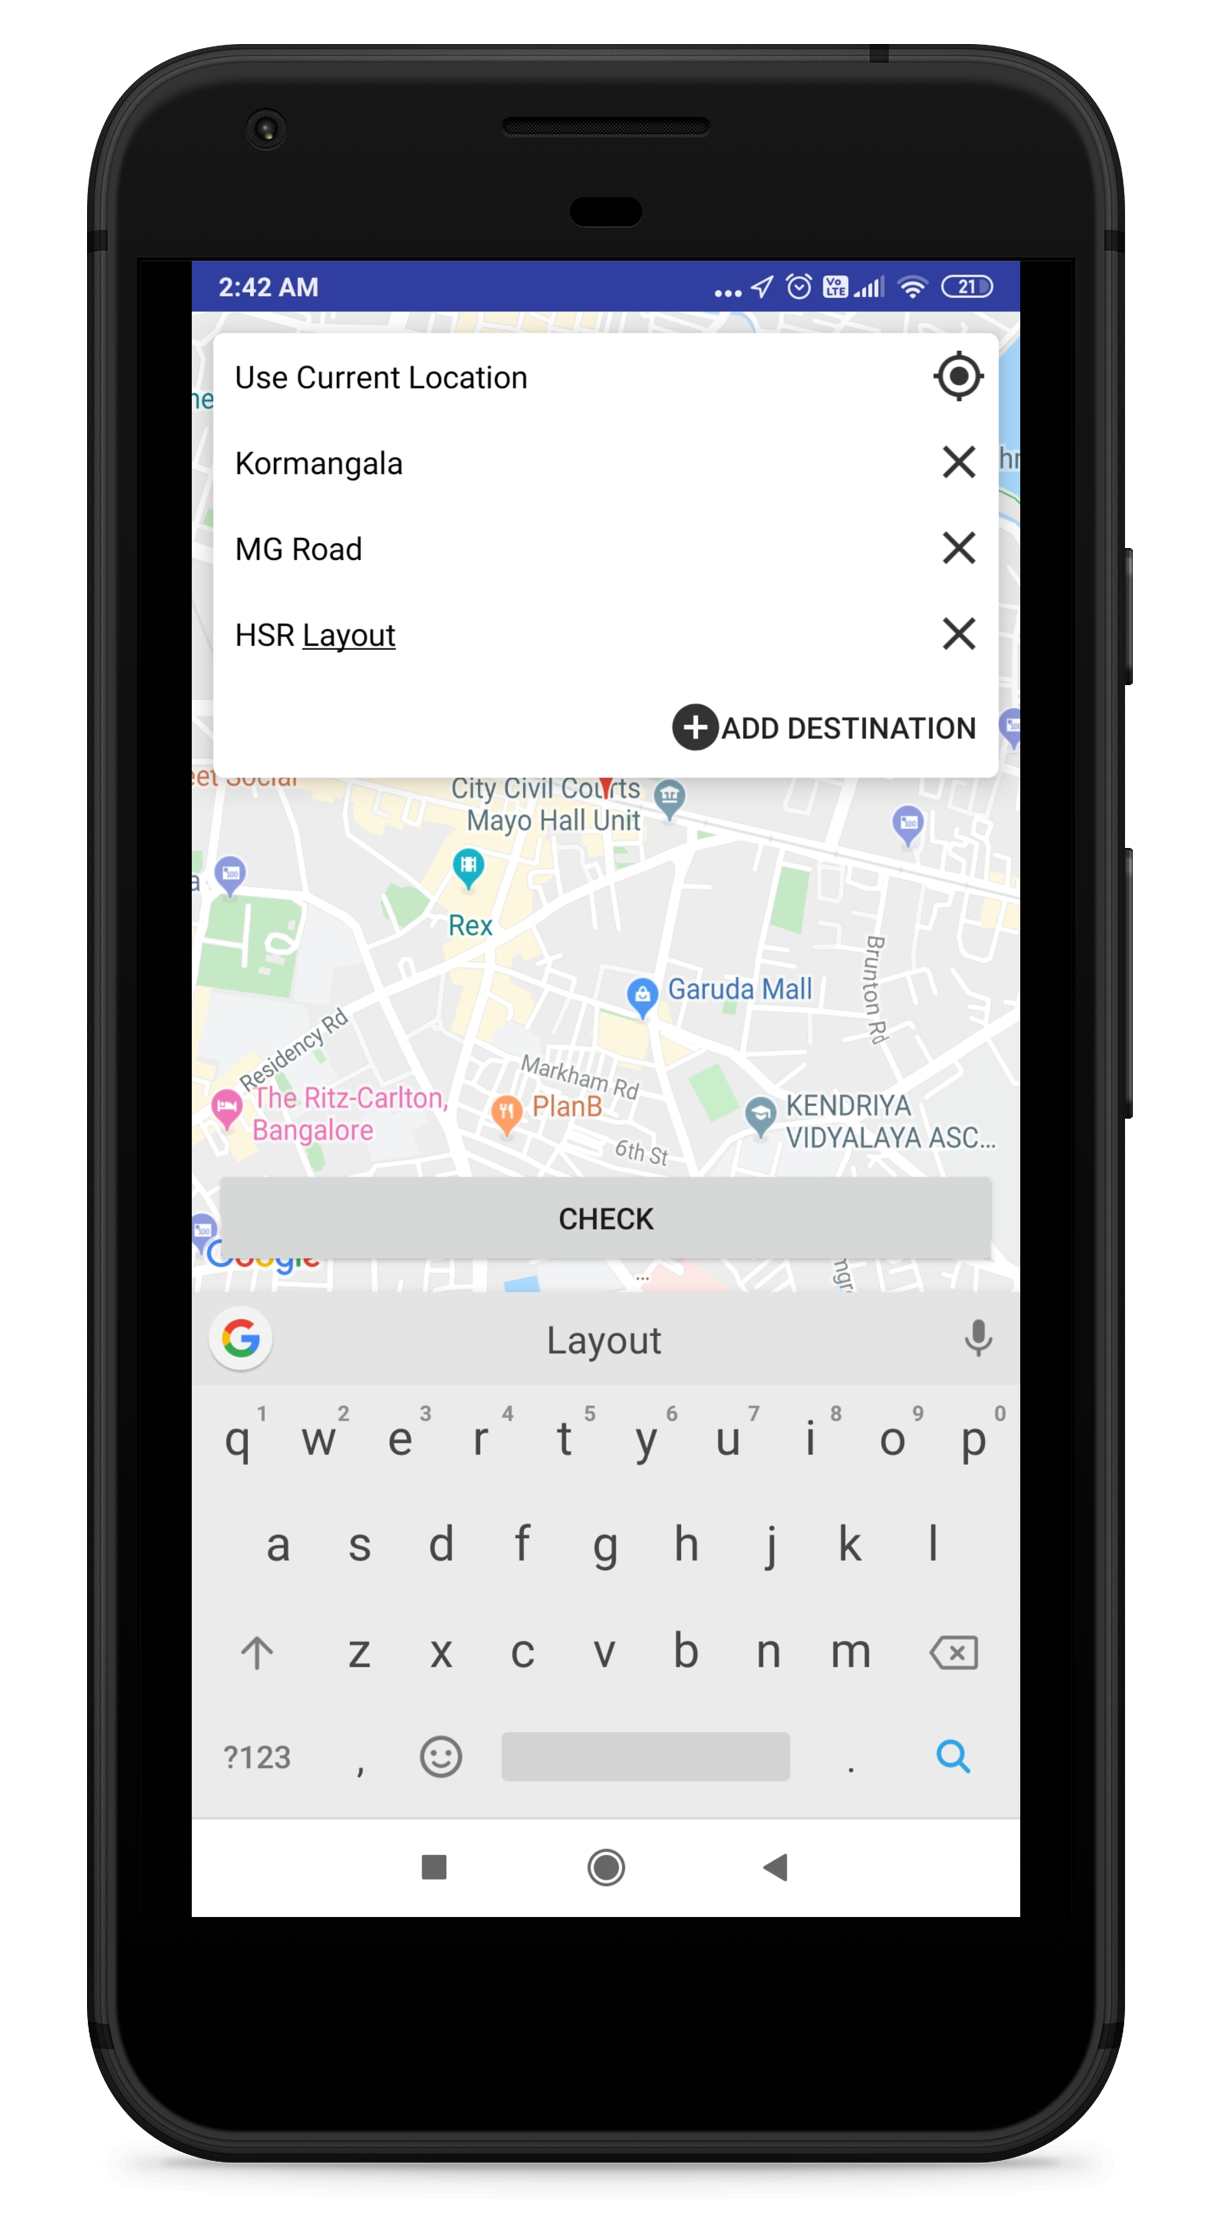 2:42 AM
Vo
LTE
21
Use Current Location
Kormangala
MG Road
HSR Layout
ADD DESTINATION
City Civil Courts
Mayo Hall Unit
Rex
Garuda Mall
Brunton Rd
Residency Rd
Markham Rd
The Ritz-Carlton,
Bangalore
PlanB
KENDRIYA
VIDYALAYA ASC...
6th St
CHECK
Google
Layout
1 2 3 4 5 6 7 8 9 0
q w e r t y u i o p
a s d f g h j k l
z x c v b n m
?123 , .